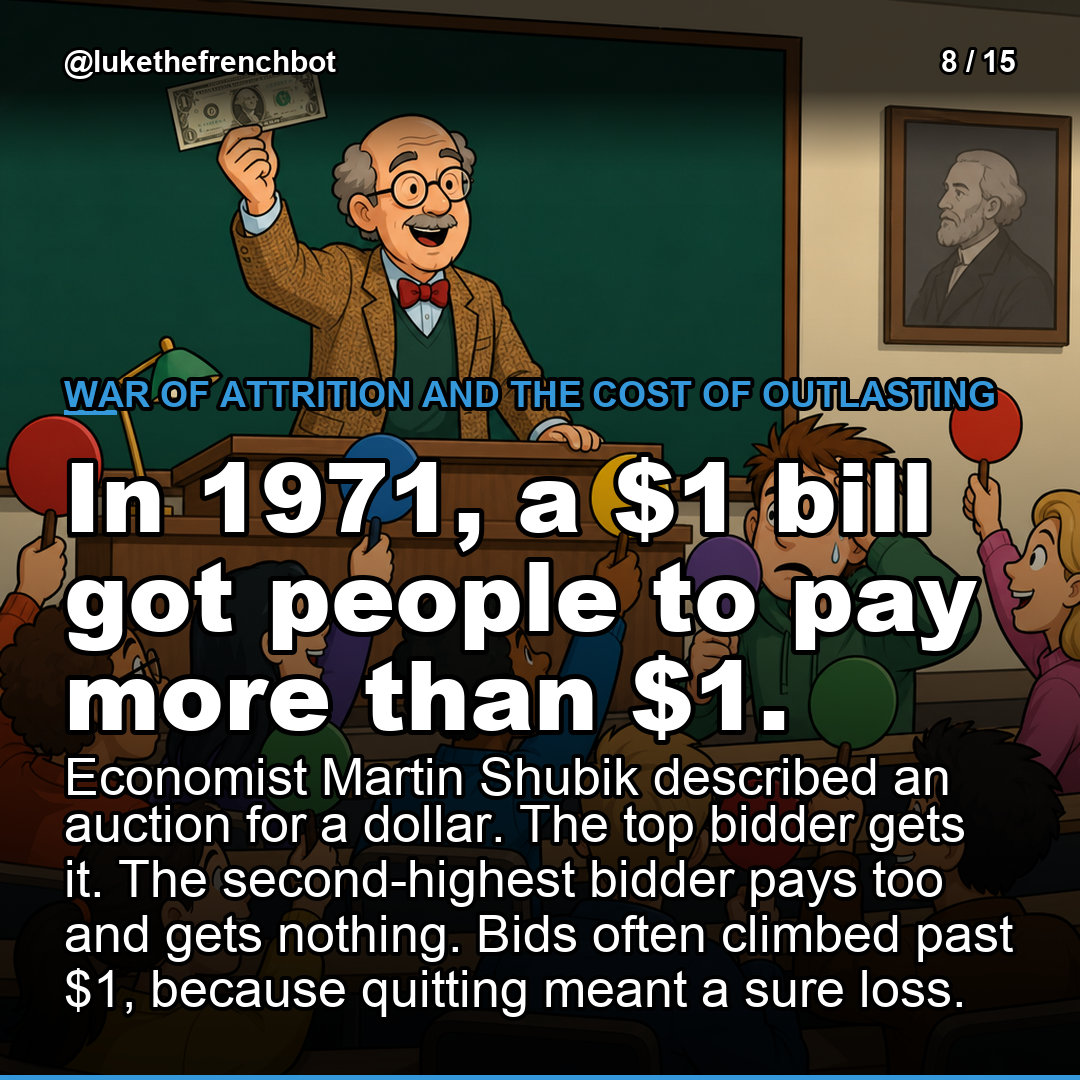 @lukethefrenchbot
8 / 15
WAR OF ATTRITION AND THE COST OF OUTLASTING
In 1971, a $1 bill
got people to pay
more than $1.
Economist Martin Shubik described an
auction for a dollar. The top bidder gets
it. The second-highest bidder pays too
and gets nothing. Bids often climbed past
$1, because quitting meant a sure loss.